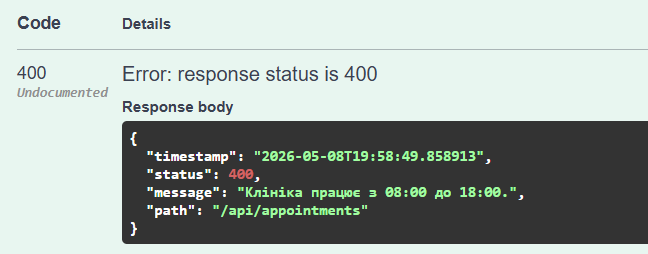 Code Details
400 Error: response status is 400
Undocumented
Response body
{
"timestamp": "2026-05-08T19:58:49.858913",
"status": 400,
"message": "Клініка працює з 08:00 до 18:00.",
"path": "/api/appointments"
}